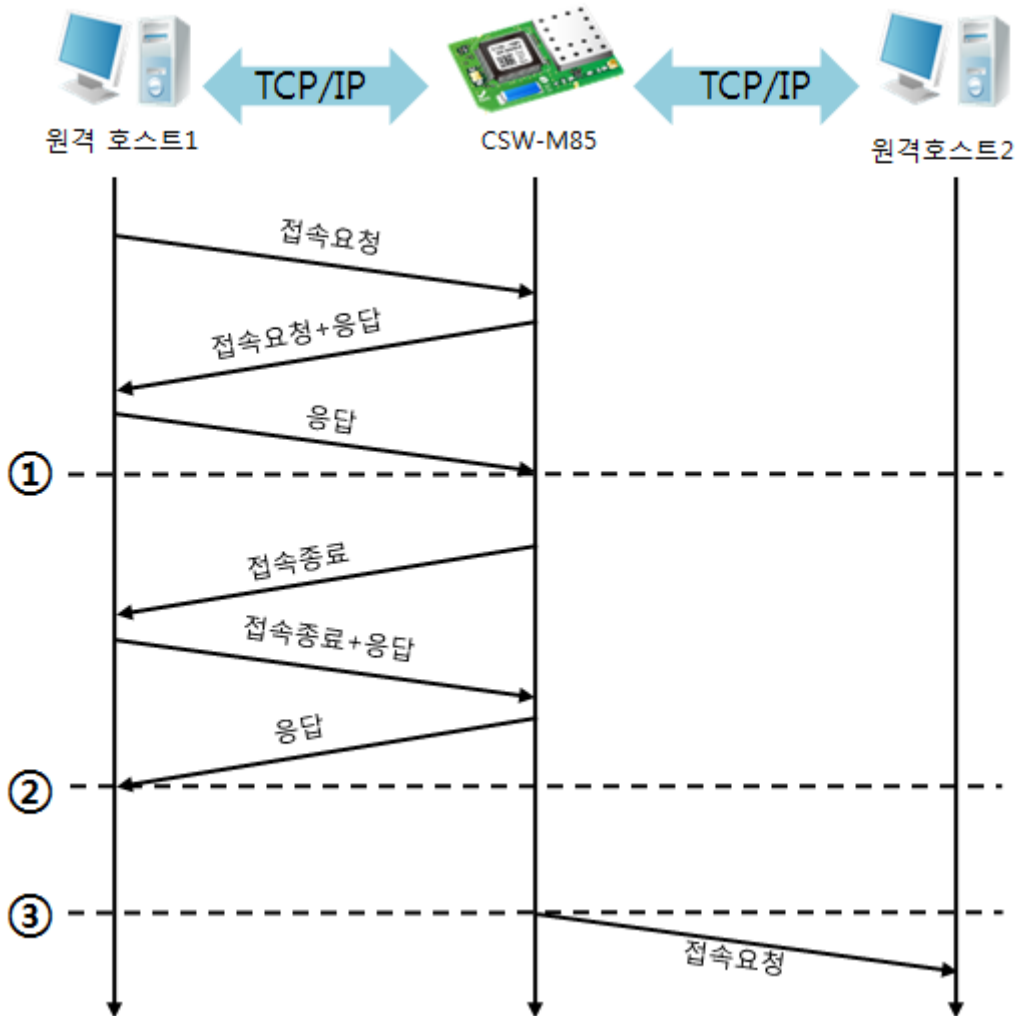 TCP/IP
TCP/IP
원격 호스트1
CSW-M85
원격호스트2
접속요청
접속요청+응답
응답
①
접속종료
접속종료+응답
응답
②
③
접속요청